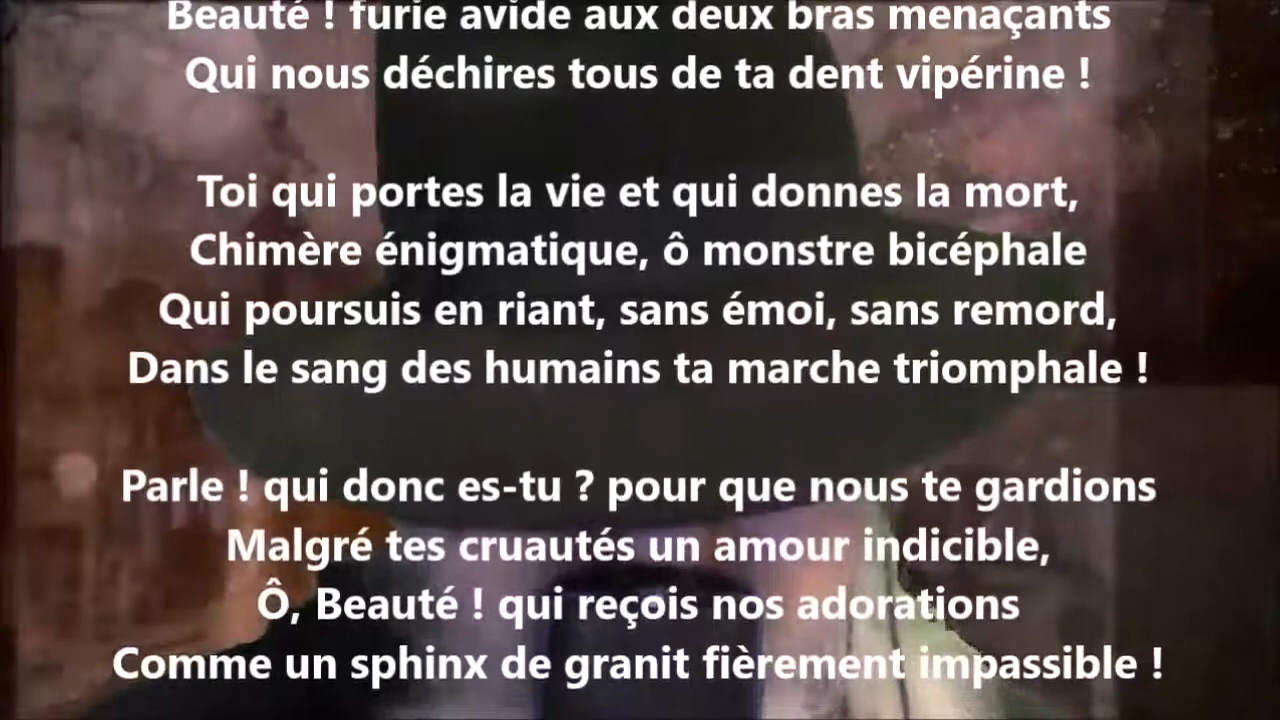 Beauté ! furie avide aux deux bras menaçants
Qui nous déchires tous de ta dent vipérine !
Toi qui portes la vie et qui donnes la mort,
Chimère énigmatique, ô monstre bicéphale
Qui poursuis en riant, sans émoi, sans remord,
Dans le sang des humains ta marche triomphale !
Parle ! qui donc es-tu ? pour que nous te gardions
Malgré tes cruautés un amour indicible,
Ô, Beauté ! qui reçois nos adorations
Comme un sphinx de granit fièrement impassible !